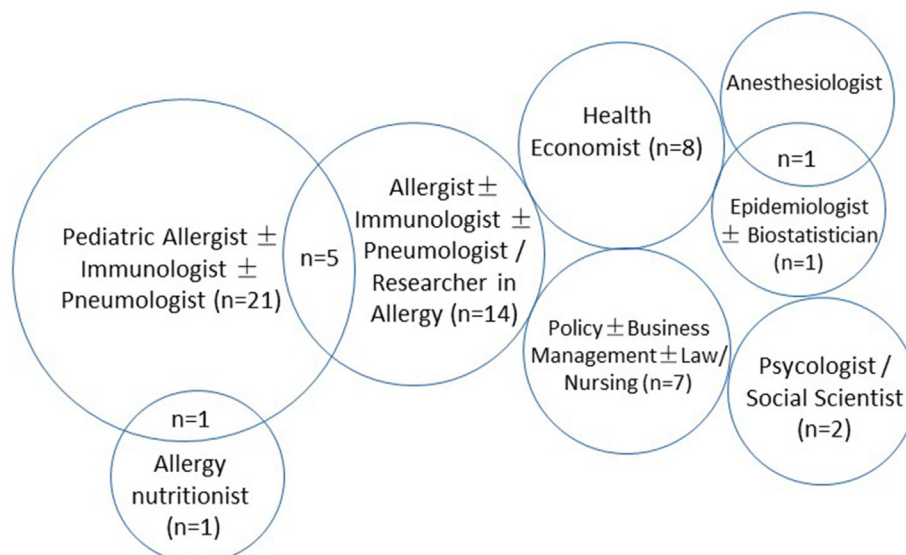 Pediatric Allergist ±
Immunologist ±
Pneumologist (n=21)
n=5
Allergist ±
Immunologist ±
Pneumologist /
Researcher in
Allergy (n=14)
n=1
Allergy
nutritionist
(n=1)
Health
Economist (n=8)
Anesthesiologist
n=1
Epidemiologist
± Biostatistician
(n=1)
Policy ± Business
Management ± Law/
Nursing (n=7)
Psycologist /
Social Scientist
(n=2)